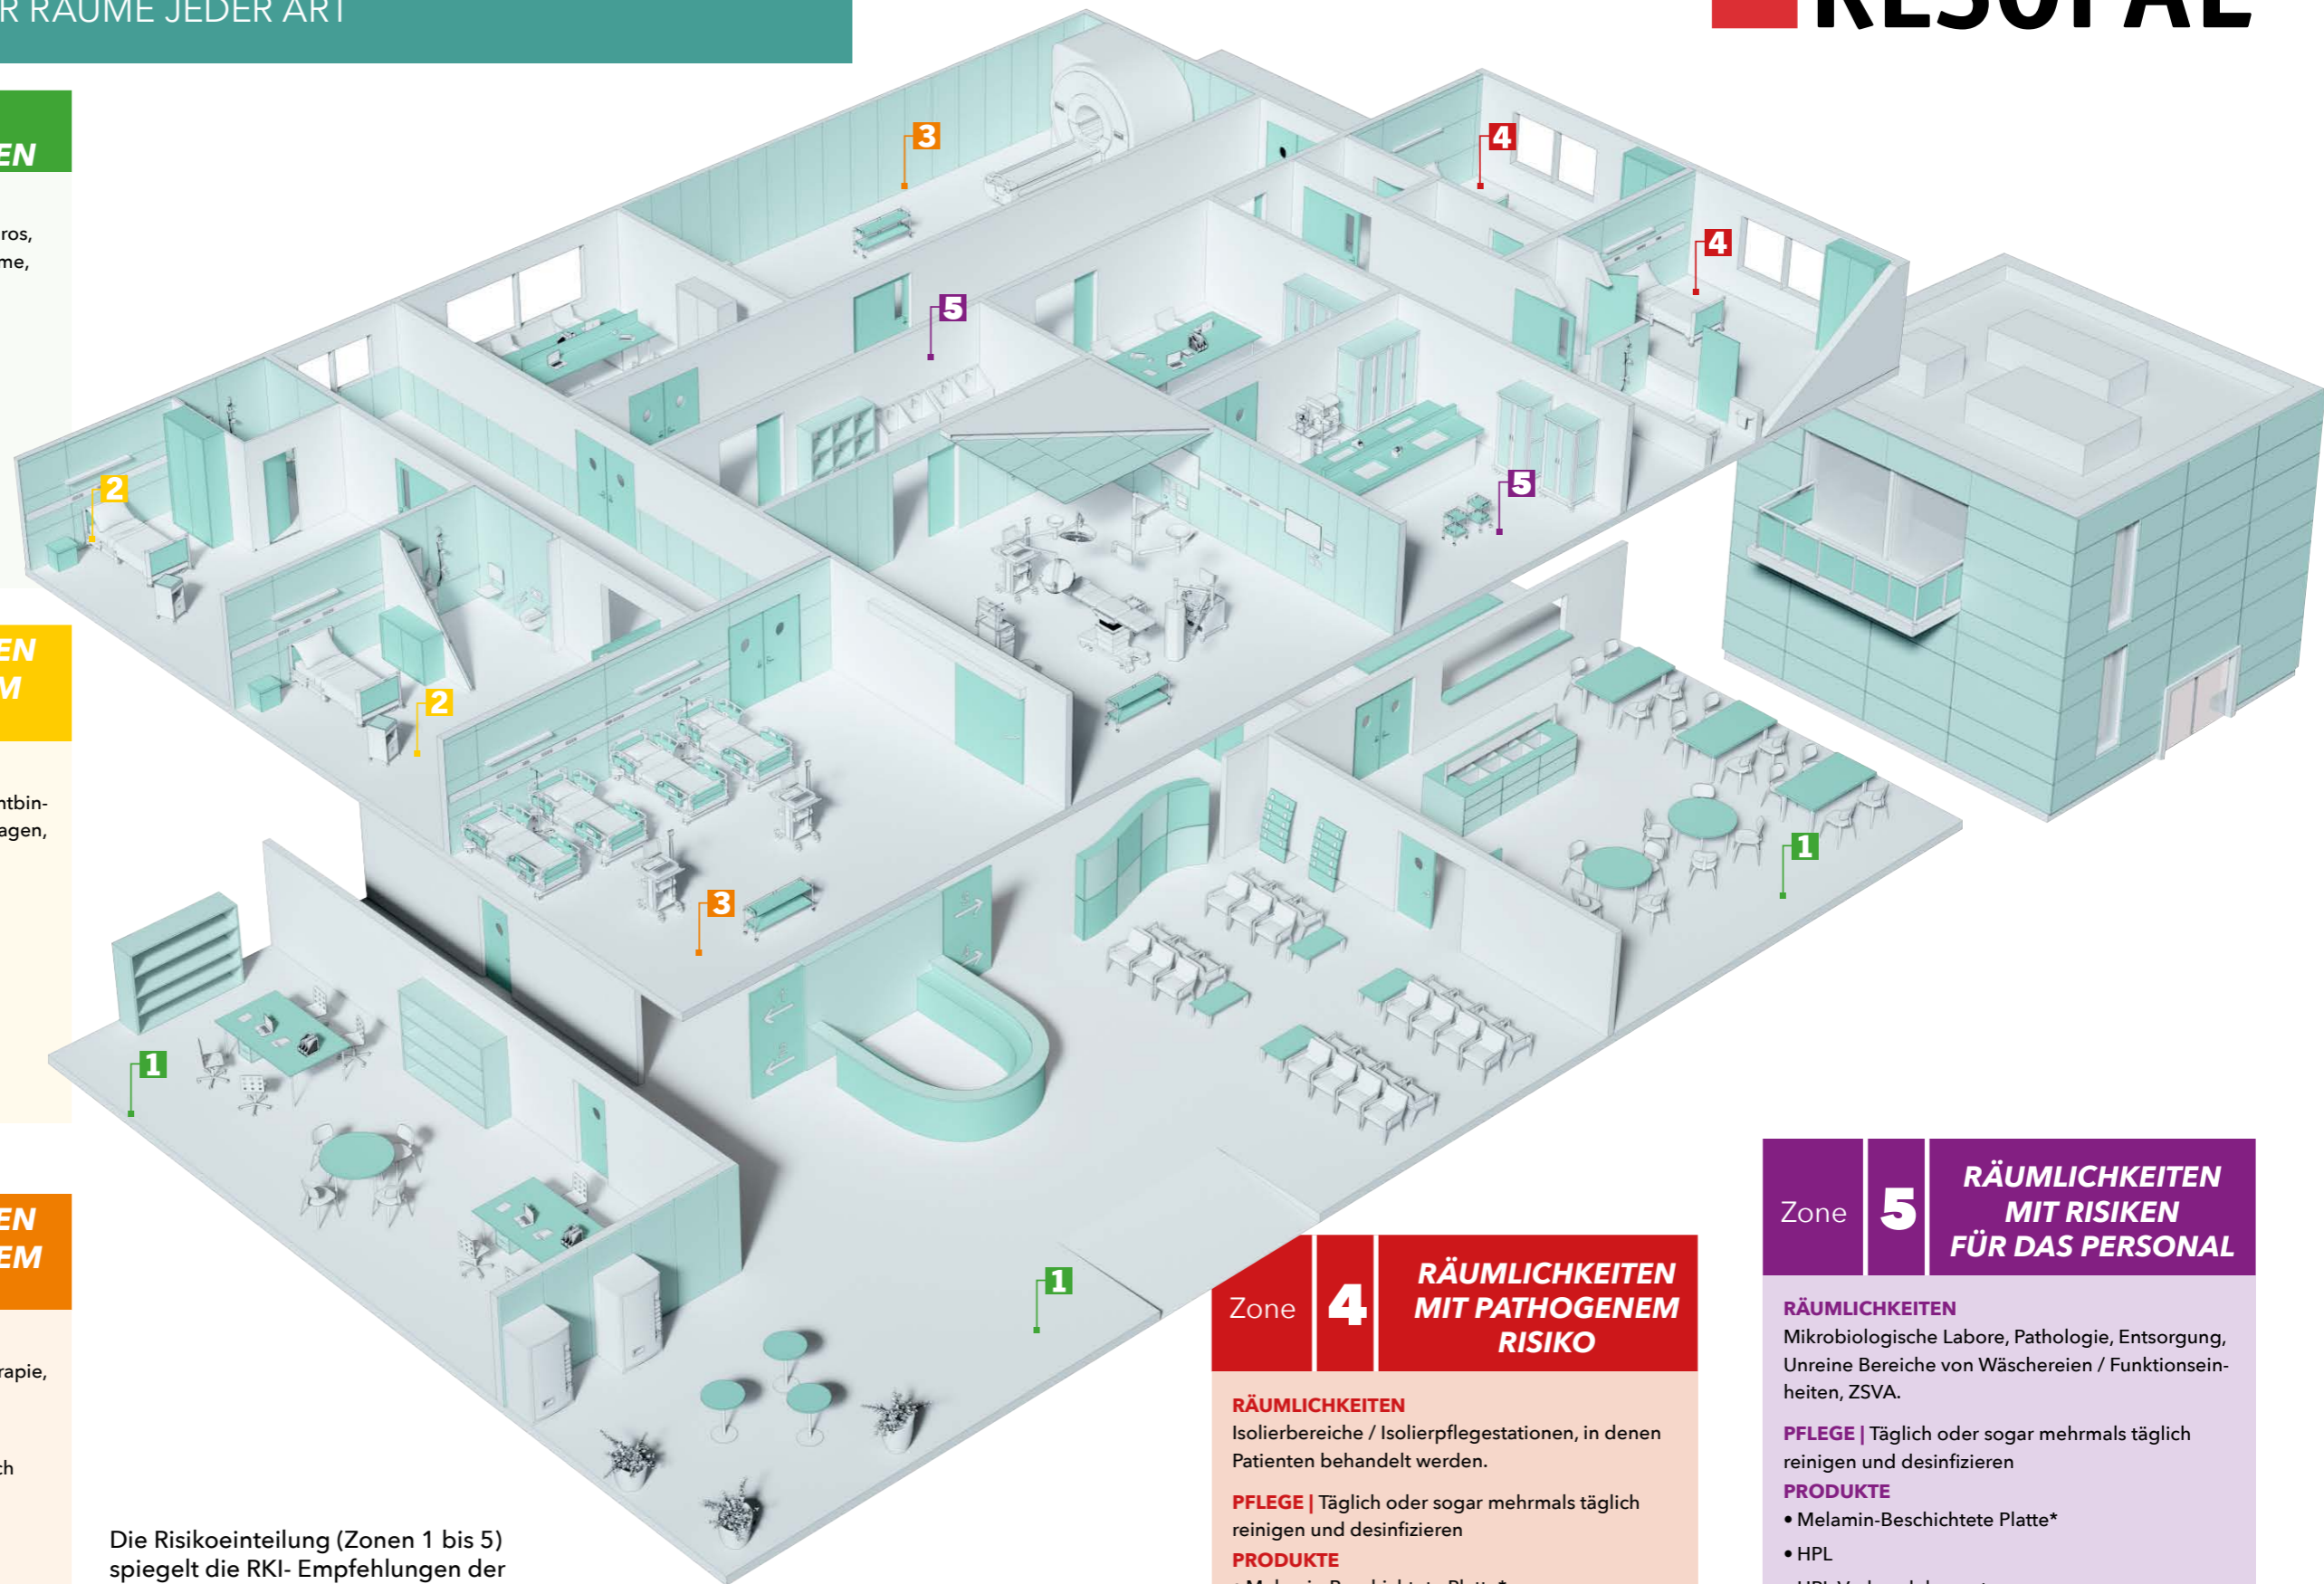 R RÄUME JEDER ART
RESOPAL
EN
ros,
me,
EN
M
ntbin-
agen,
EN
EM
rapie,
ch
3
4
4
5
2
5
2
3
1
1
1
Die Risikoeinteilung (Zonen 1 bis 5)
spiegelt die RKI- Empfehlungen der
Zone 4
RÄUMLICHKEITEN
MIT PATHOGENEM
RISIKO
RÄUMLICHKEITEN
Isolierbereiche / Isolierpflegestationen, in denen
Patienten behandelt werden.
PFLEGE | Täglich oder sogar mehrmals täglich
reinigen und desinfizieren
PRODUKTE
• Melamin-Beschichtete Platte*
Zone 5
RÄUMLICHKEITEN
MIT RISIKEN
FÜR DAS PERSONAL
RÄUMLICHKEITEN
Mikrobiologische Labore, Pathologie, Entsorgung,
Unreine Bereiche von Wäschereien / Funktionsein-
heiten, ZSVA.
PFLEGE | Täglich oder sogar mehrmals täglich
reinigen und desinfizieren
PRODUKTE
• Melamin-Beschichtete Platte*
• HPL